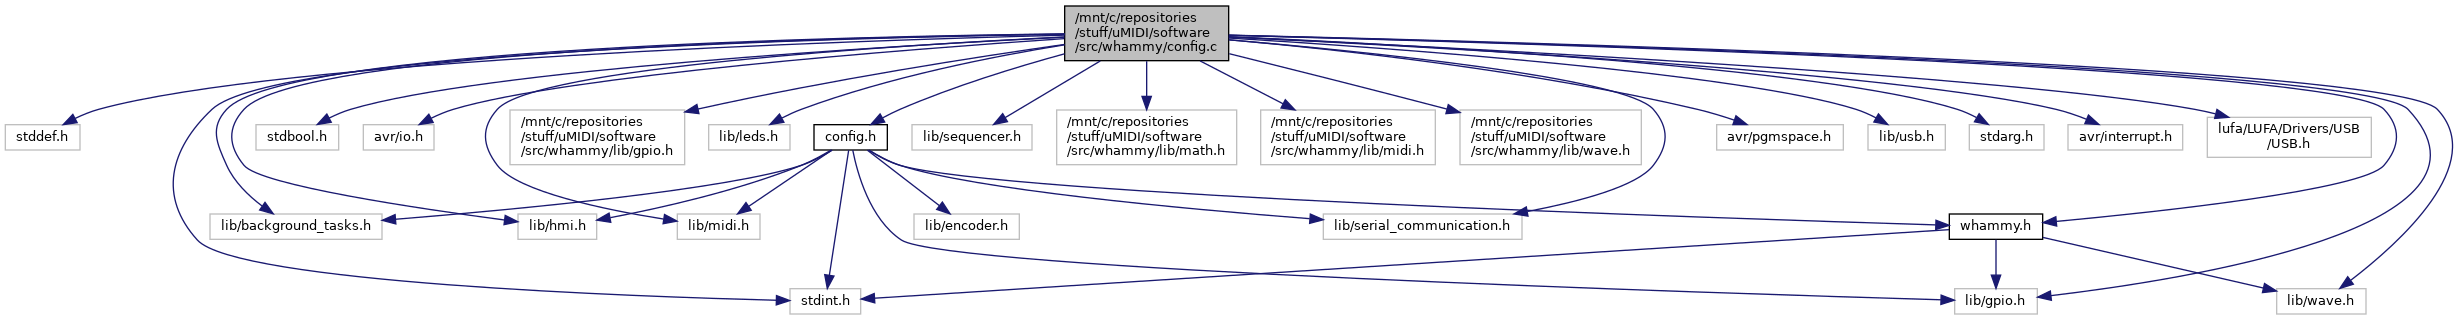 /mnt/c/repositories
/stuff/uMIDI/software
/src/whammy/config.c
stddef.h
stdbool.h
avr/io.h
/mnt/c/repositories
/stuff/uMIDI/software
/src/whammy/lib/gpio.h
lib/leds.h
config.h
lib/sequencer.h
/mnt/c/repositories
/stuff/uMIDI/software
/src/whammy/lib/math.h
/mnt/c/repositories
/stuff/uMIDI/software
/src/whammy/lib/midi.h
/mnt/c/repositories
/stuff/uMIDI/software
/src/whammy/lib/wave.h
avr/pgmspace.h
lib/usb.h
stdarg.h
avr/interrupt.h
lufa/LUFA/Drivers/USB
/USB.h
lib/background_tasks.h
lib/hmi.h
lib/midi.h
lib/encoder.h
lib/serial_communication.h
whammy.h
stdint.h
lib/gpio.h
lib/wave.h